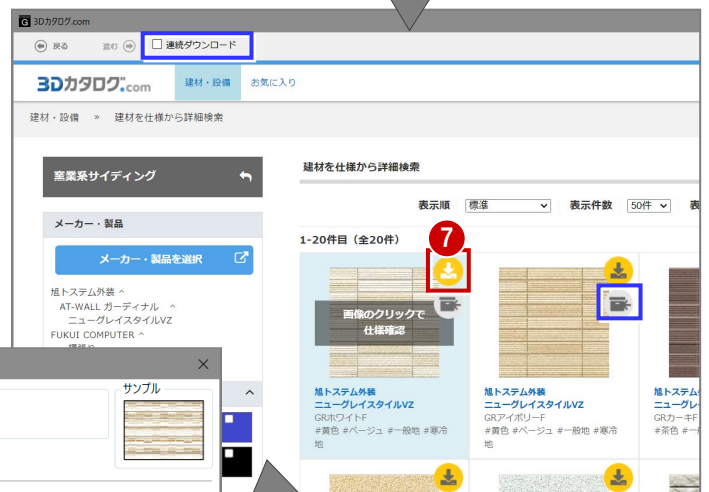 G 3Dカタログ.com
戻る 進む 連続ダウンロード
3Dカタログ.com 建材・設備 お気に入り
建材・設備 » 建材を仕様から詳細検索
窯業系サイディング
建材を仕様から詳細検索
表示順 標準 表示件数 50件 表
メーカー・製品
1-20件目（全20件）
7
メーカー・製品を選択
旭トステム外装 ^
AT-WALL ガーディナル ^
ニューグレイスタイルVZ
FUKUI COMPUTER ^
画像のクリックで
仕様確認
サンプル
旭トステム外装
ニューグレイスタイルVZ
GRホワイトF
#黄色 #ベージュ #一般地 #寒冷
地
旭トステム外装
ニューグレイスタイルVZ
GRアイボリーF
#黄色 #ベージュ #一般地 #寒冷
地
旭トステム
ニューグレ
GRカーキF
#茶色 #一